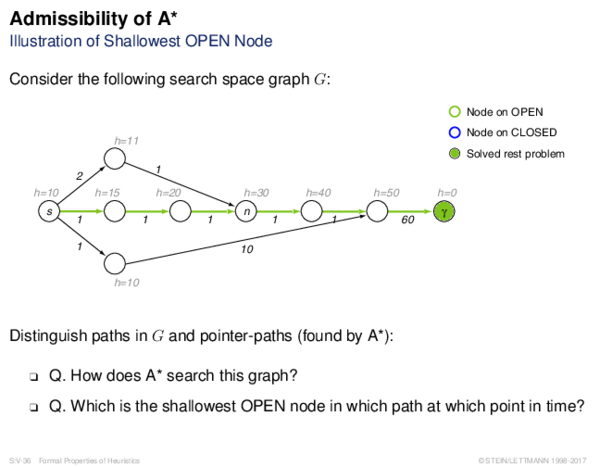 Admissibility of A*
Illustration of Shallowest OPEN Node
Consider the following search space graph G:
Node on OPEN
Node on CLOSED
Solved rest problem
h=11
2
1
h=10
h=15
h=20
h=30
h=40
h=50
h=0
s
n
γ
1
1
1
1
1
60
1
10
h=10
Distinguish paths in G and pointer-paths (found by A*):
❑ Q. How does A* search this graph?
❑ Q. Which is the shallowest OPEN node in which path at which point in time?
S:V-36 Formal Properties of Heuristics
©STEIN/LETTMANN 1998-2017